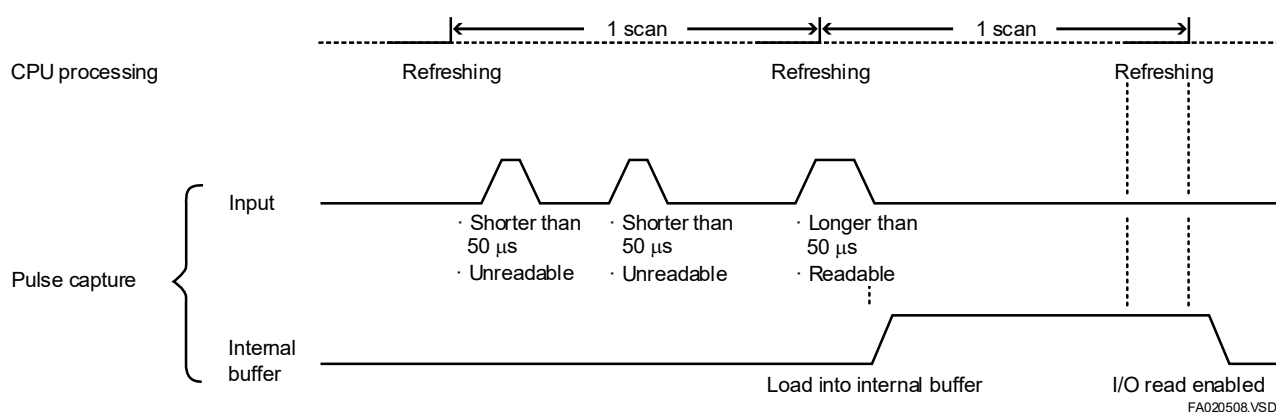 1 scan 1 scan
CPU processing Refreshing Refreshing Refreshing
Input
· Shorter than · Shorter than · Longer than
50 μs 50 μs 50 μs
· Unreadable · Unreadable · Readable
Pulse capture
Internal
buffer
Load into internal buffer I/O read enabled
FA020508.VSD